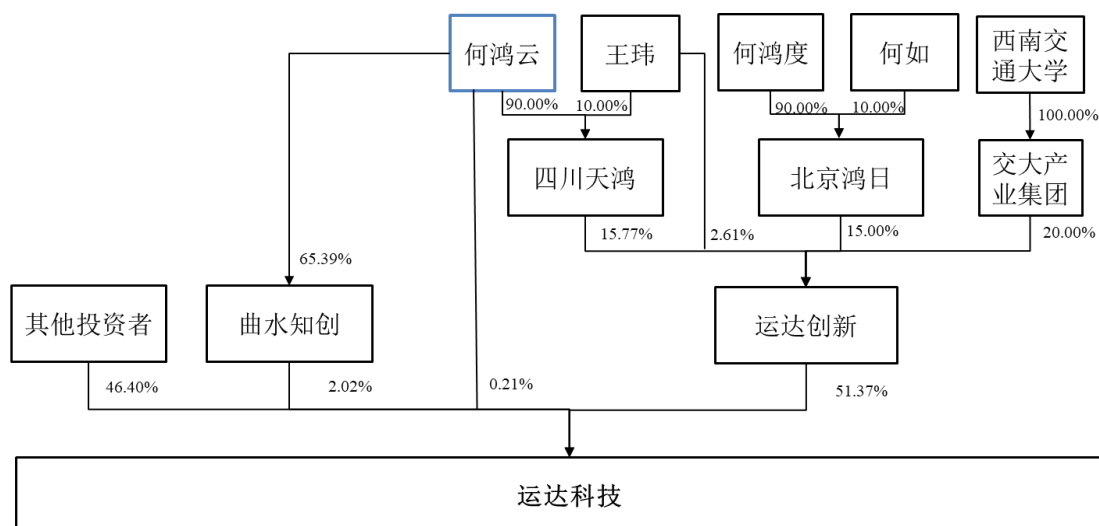 何鸿云
王玮
何鸿度
何如
西南交
通大学
90.00%
10.00%
90.00%
10.00%
100.00%
四川天鸿
北京鸿日
交大产
业集团
15.77%
2.61%
15.00%
20.00%
65.39%
其他投资者
曲水知创
运达创新
46.40%
2.02%
0.21%
51.37%
运达科技